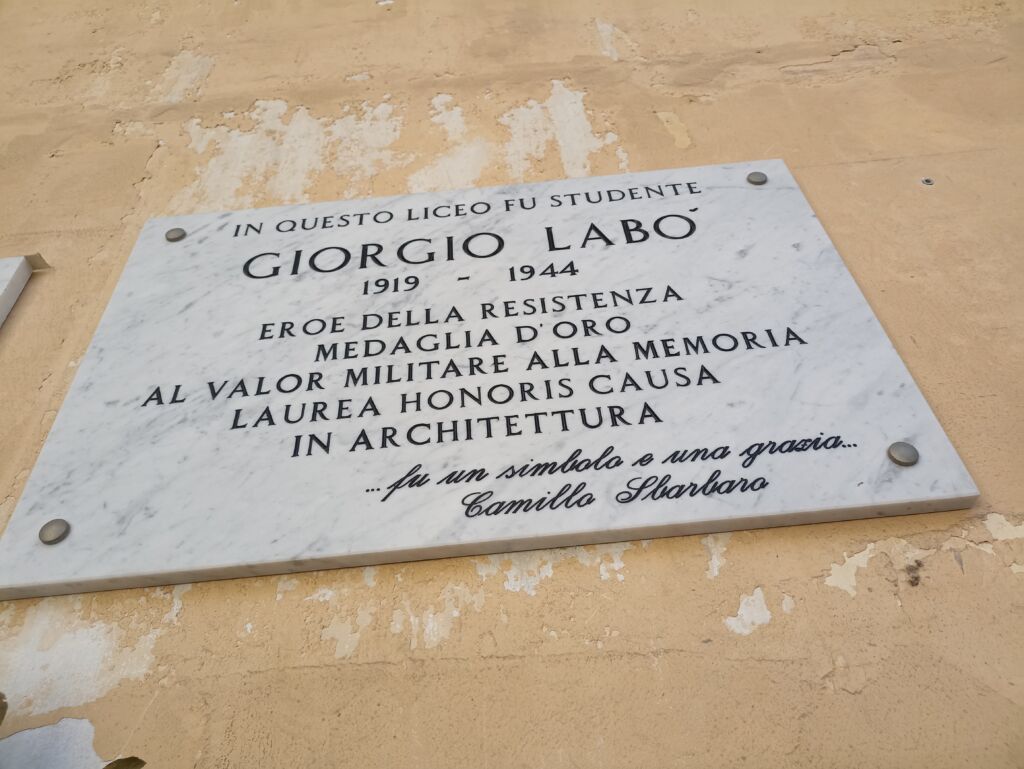 IN QUESTO LICEO FU STUDENTE
GIORGIO LABÒ
1919 - 1944
EROE DELLA RESISTENZA
MEDAGLIA D'ORO
AL VALOR MILITARE ALLA MEMORIA
LAUREA HONORIS CAUSA
IN ARCHITETTURA
...fu un simbolo e una grazia...
Camillo Sbarbaro